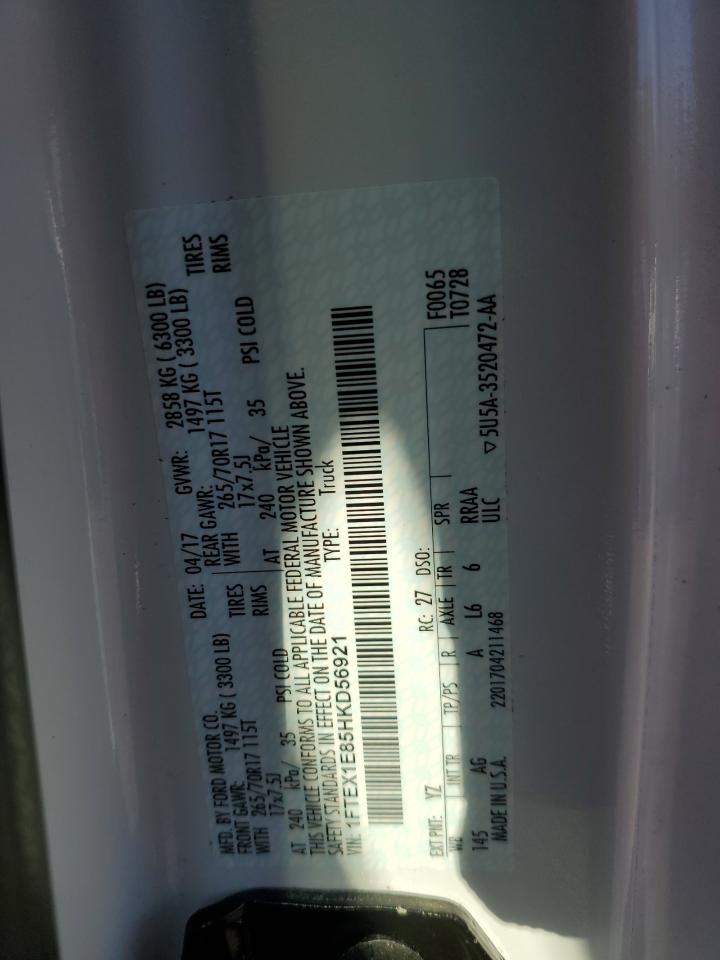 MFD. BY FORD MOTOR CO.
DATE: 04/17 GVWR: 2858 KG ( 6300 LB)
FRONT GAWR: 1497 KG ( 3300 LB)
REAR GAWR: 1497 KG ( 3300 LB)
WITH 265/70R17 115T TIRES
WITH 265/70R17 115T TIRES
17x7.5J RIMS
17x7.5J RIMS
AT 240 kPa/ 35 PSI COLD
AT 240 kPa/ 35 PSI COLD
THIS VEHICLE CONFORMS TO ALL APPLICABLE FEDERAL MOTOR VEHICLE
SAFETY STANDARDS IN EFFECT ON THE DATE OF MANUFACTURE SHOWN ABOVE.
VIN: 1FTEX1E85HKD56921 TYPE: Truck
EXT PNT: YZ RC: 27 DSO: F0065
WB INT TR TP/PS R AXLE TR SPR T0728
145 AG A L6 6 RRAA
MADE IN U.S.A. 2201704211468 ULC ▽5U5A-3520472-AA